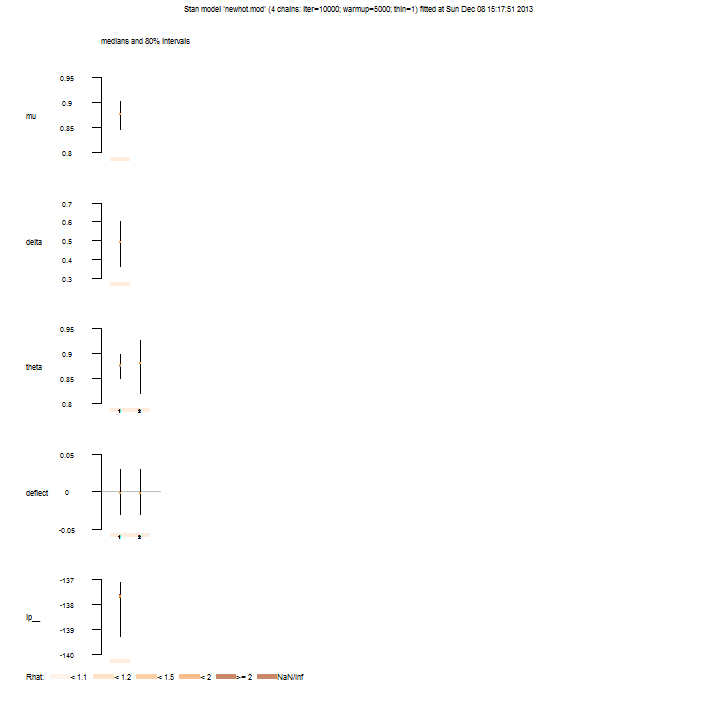 Stan model 'newhot.mod' (4 chains: iter=10000; warmup=5000; thin=1) fitted at Sun Dec 08 15:17:51 2013
medians and 80% intervals
mu
0.95
0.9
0.85
0.8
delta
0.7
0.6
0.5
0.4
0.3
theta
0.95
0.9
0.85
0.8
1 2
deflect
0.05
0
-0.05
1 2
lp__
-137
-138
-139
-140
Rhat: < 1.1 < 1.2 < 1.5 < 2 >= 2 NaN/Inf